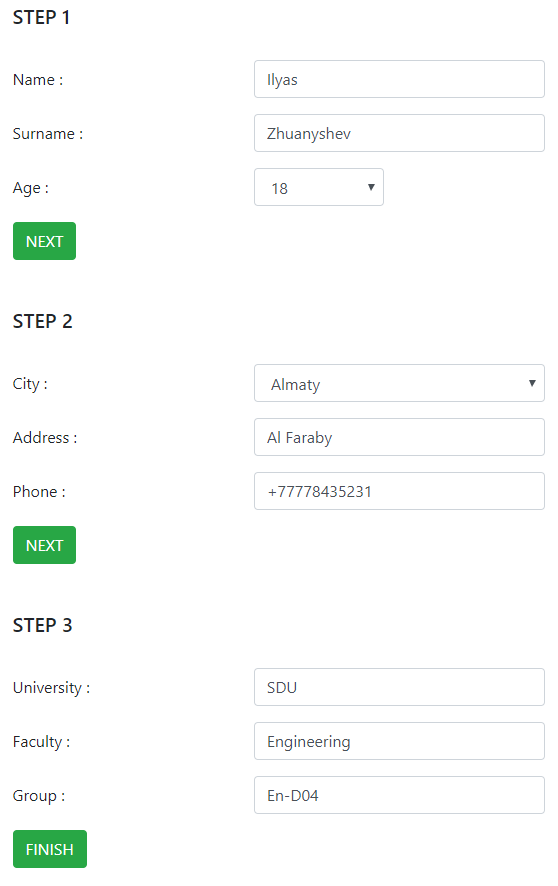 STEP 1
Name : Ilyas
Surname : Zhuanyshev
Age : 18
NEXT
STEP 2
City : Almaty
Address : Al Faraby
Phone : +77778435231
NEXT
STEP 3
University : SDU
Faculty : Engineering
Group : En-D04
FINISH